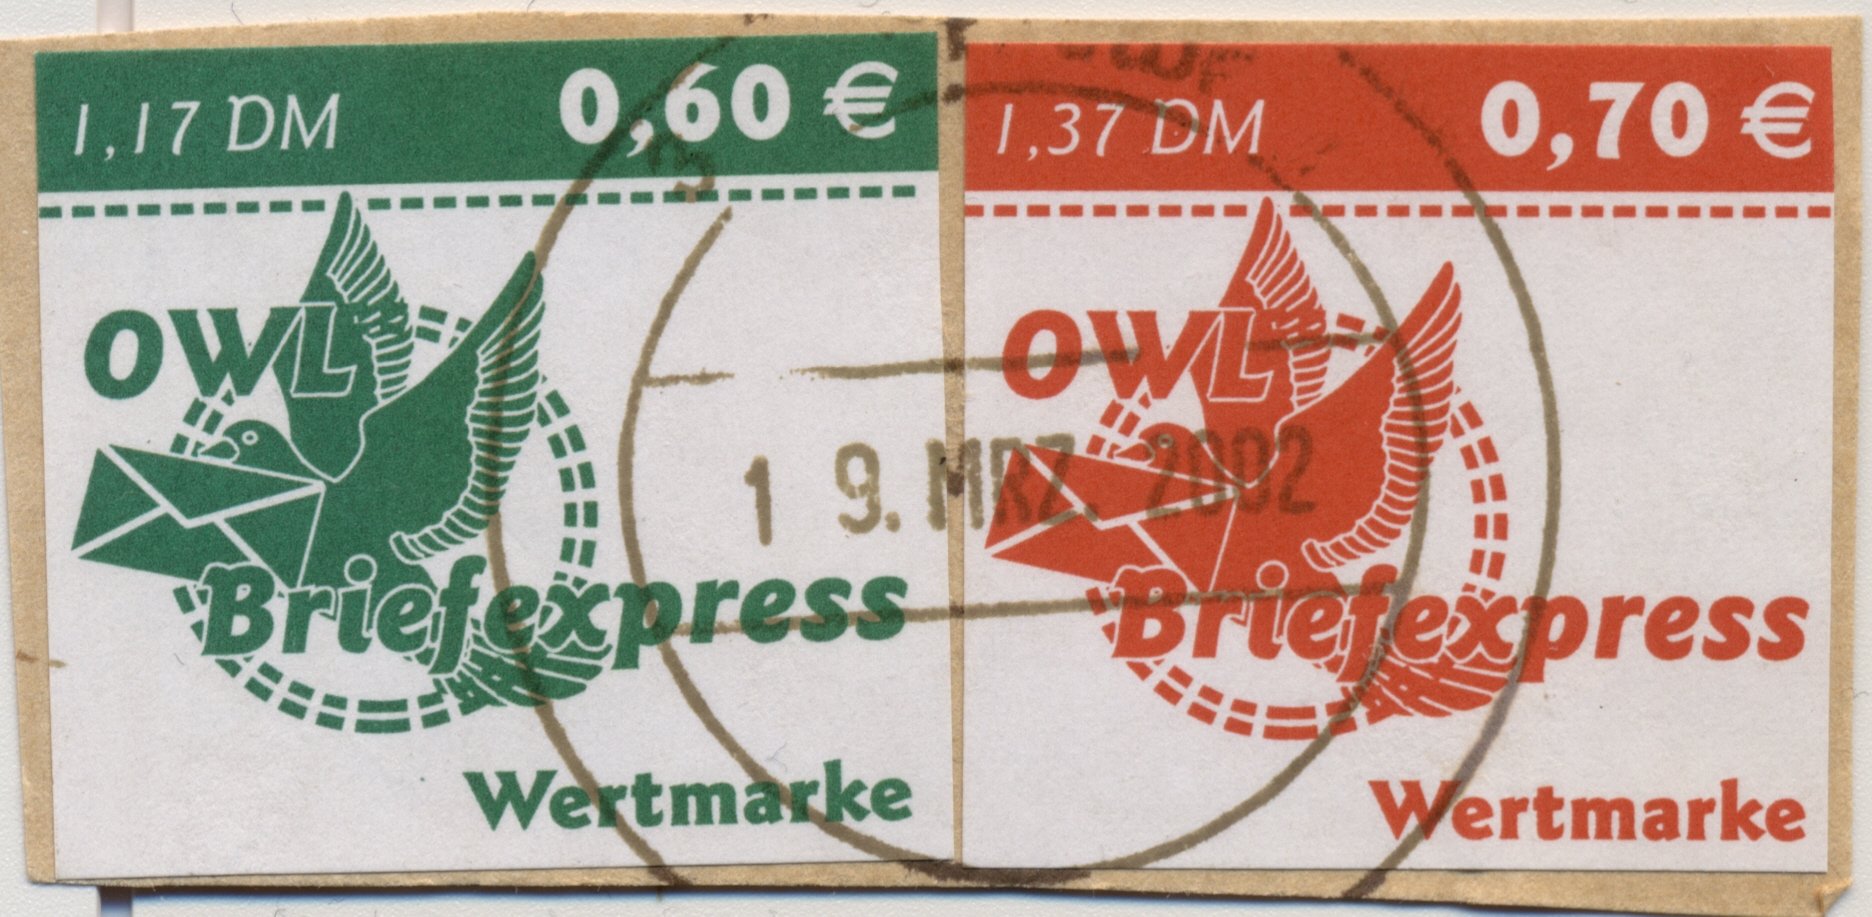 1,17 DM 0,60 €
OWL
Briefexpress
Wertmarke
1,37 DM 0,70 €
OWL
Briefexpress
Wertmarke
19. MRZ. 2002